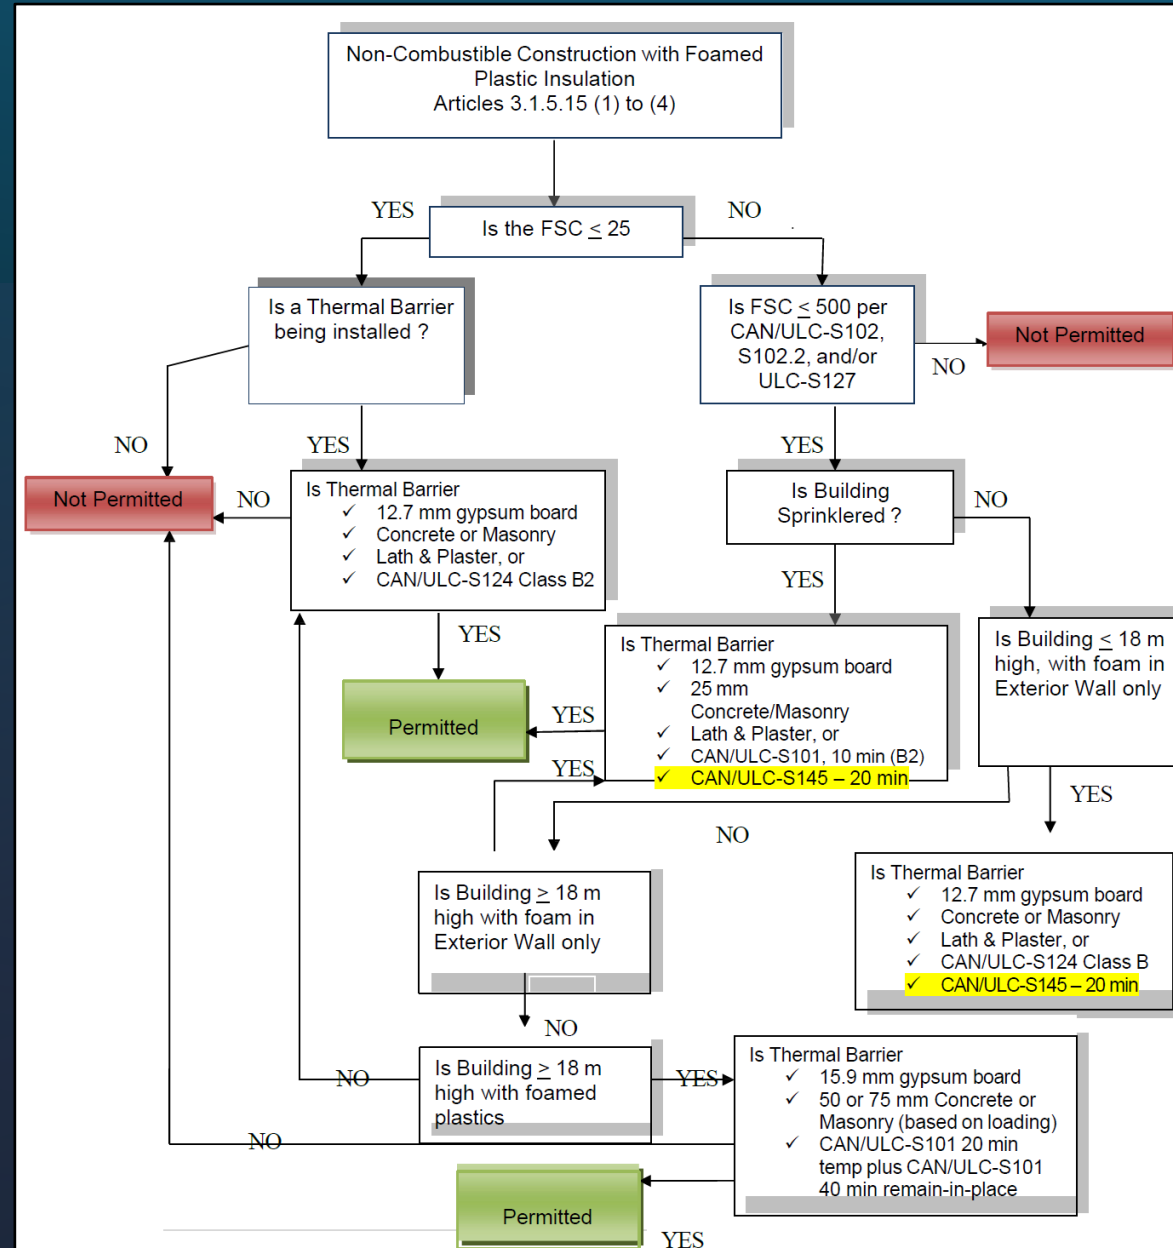 Non-Combustible Construction with Foamed
Plastic Insulation
Articles 3.1.5.15 (1) to (4)
YES
NO
Is the FSC ≤ 25
Is a Thermal Barrier
being installed ?
Is FSC ≤ 500 per
CAN/ULC-S102,
S102.2, and/or
ULC-S127
Not Permitted
NO
NO
YES
YES
Not Permitted
NO
Is Thermal Barrier
✓ 12.7 mm gypsum board
✓ Concrete or Masonry
✓ Lath & Plaster, or
✓ CAN/ULC-S124 Class B2
Is Building
Sprinklered ?
NO
YES
YES
Permitted
YES
Is Thermal Barrier
✓ 12.7 mm gypsum board
✓ 25 mm
Concrete/Masonry
✓ Lath & Plaster, or
✓ CAN/ULC-S101, 10 min (B2)
✓ CAN/ULC-S145 – 20 min
Is Building ≤ 18 m
high, with foam in
Exterior Wall only
YES
YES
NO
Is Building ≥ 18 m
high with foam in
Exterior Wall only
Is Thermal Barrier
✓ 12.7 mm gypsum board
✓ Concrete or Masonry
✓ Lath & Plaster, or
✓ CAN/ULC-S124 Class B
✓ CAN/ULC-S145 – 20 min
NO
Is Building ≥ 18 m
high with foamed
plastics
NO
YES
NO
Is Thermal Barrier
✓ 15.9 mm gypsum board
✓ 50 or 75 mm Concrete or
Masonry (based on loading)
✓ CAN/ULC-S101 20 min
temp plus CAN/ULC-S101
40 min remain-in-place
Permitted
YES